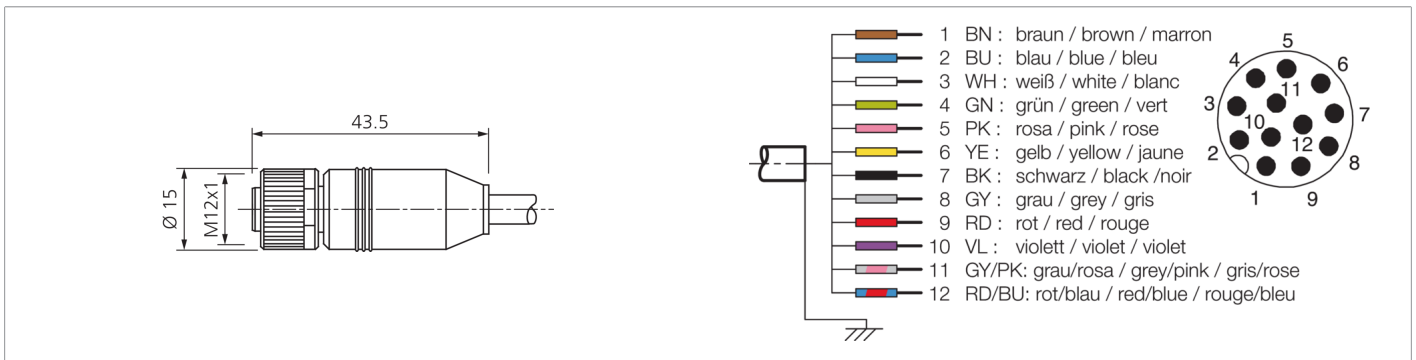 43.5
Ø 15
M12x1
1 BN : braun / brown / marron
2 BU : blau / blue / bleu
3 WH : weiß / white / blanc
4 GN : grün / green / vert
5 PK : rosa / pink / rose
6 YE : gelb / yellow / jaune
7 BK : schwarz / black /noir
8 GY : grau / grey / gris
9 RD : rot / red / rouge
10 VL : violett / violet / violet
11 GY/PK: grau/rosa / grey/pink / gris/rose
12 RD/BU: rot/blau / red/blue / rouge/bleu
5
4
6
11
3
7
10
12
2
8
1
9